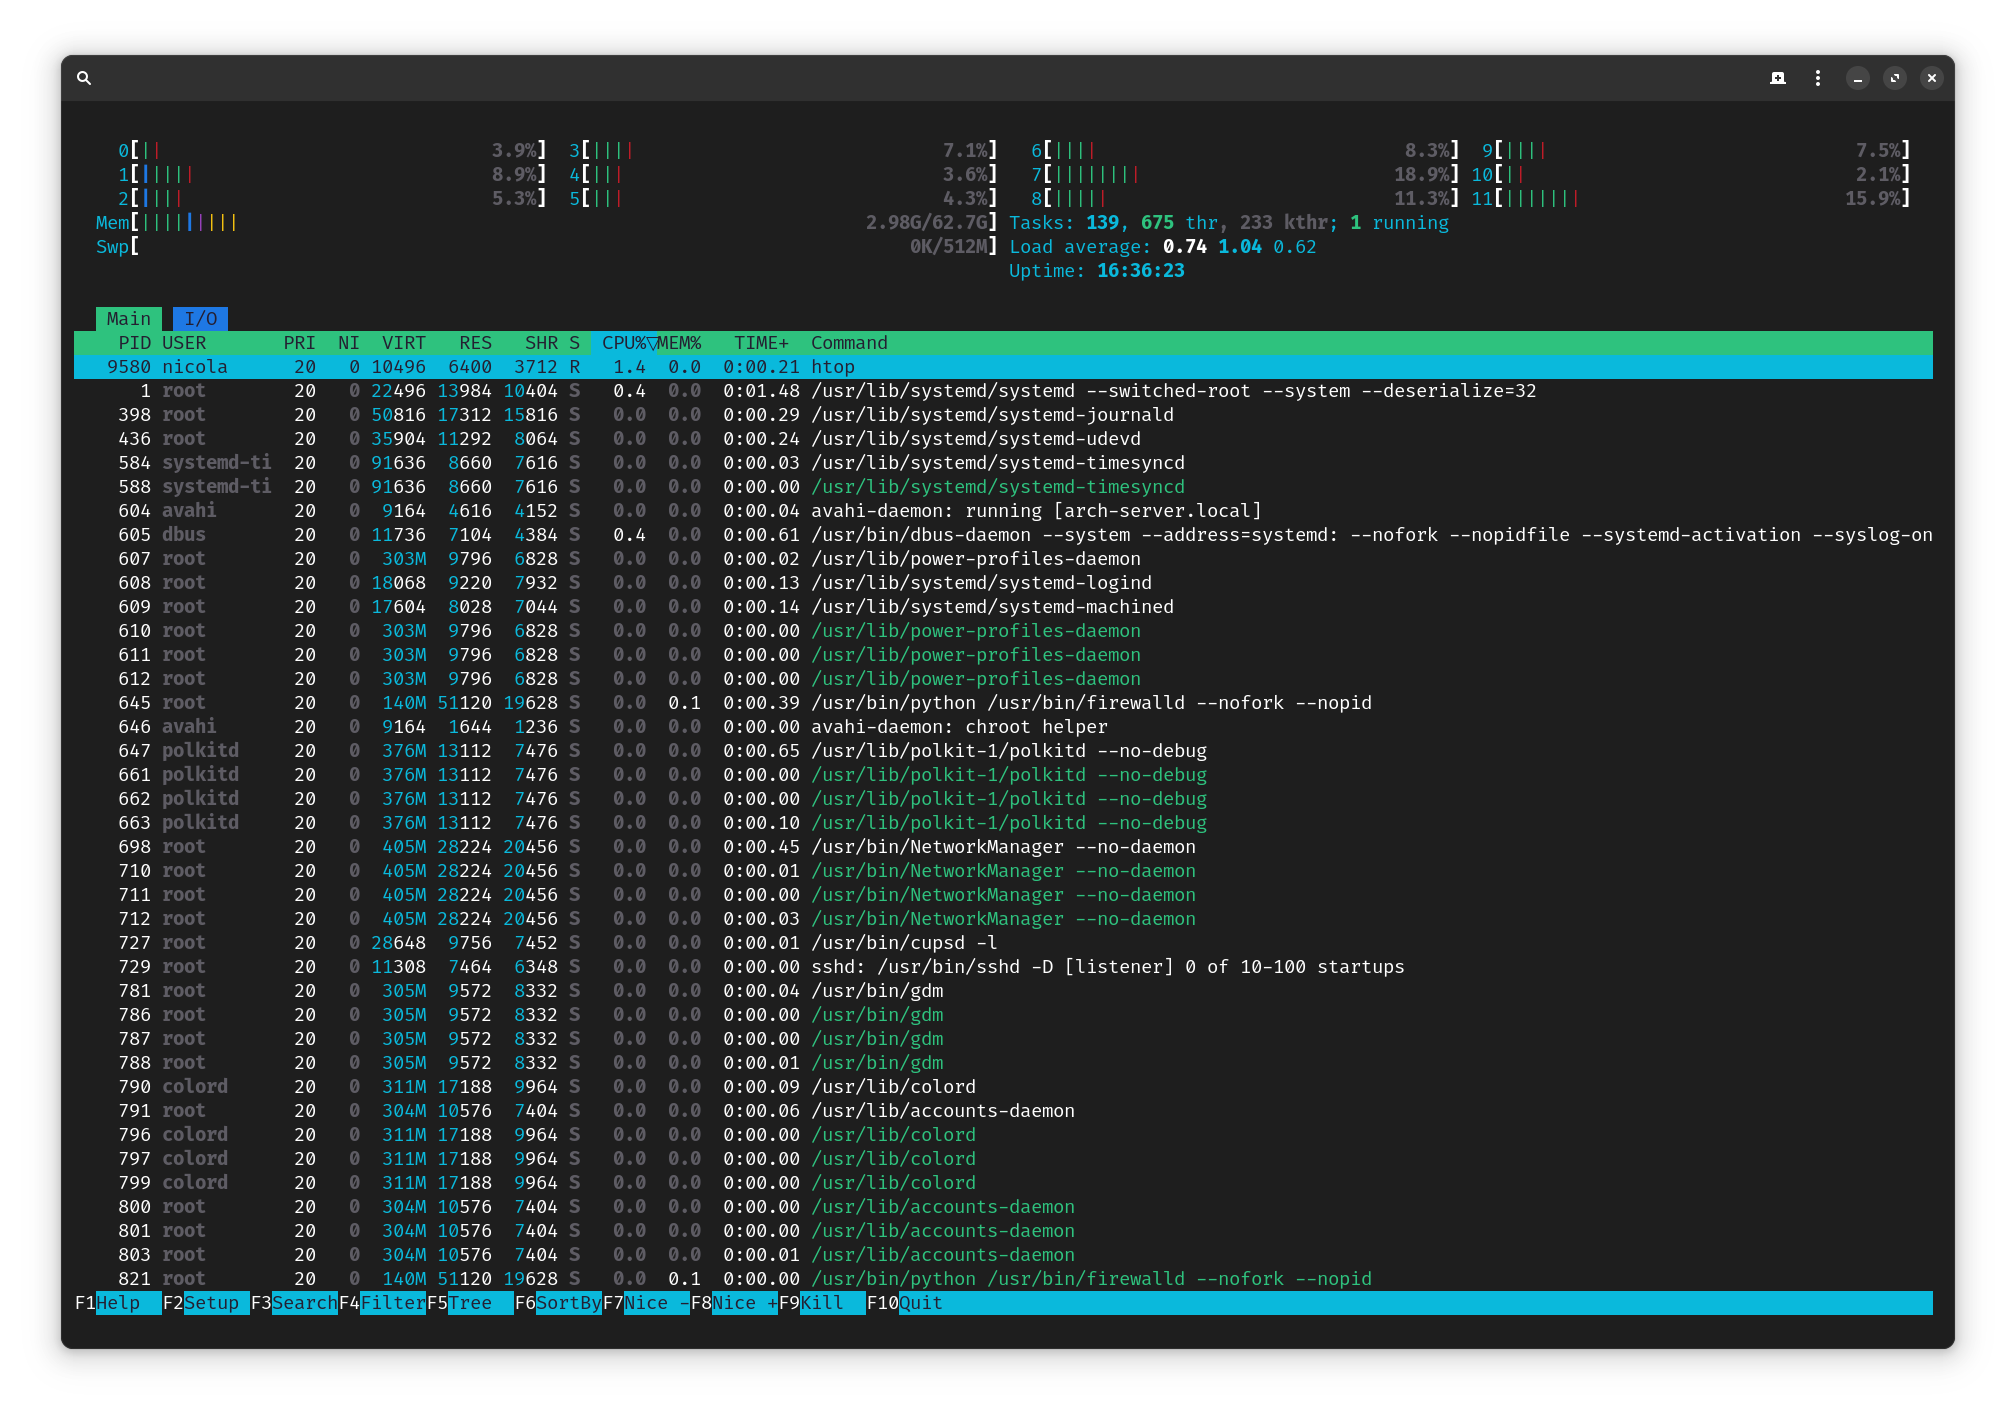 0[|| 3.9%] 3[|||| 7.1%] 6[|||| 8.3%] 9[|||| 7.5%]
1[||||| 8.9%] 4[||| 3.6%] 7[|||||||| 18.9%] 10[|| 2.1%]
2[|||| 5.3%] 5[||| 4.3%] 8[||||| 11.3%] 11[||||||| 15.9%]
Mem[||||||||| 2.98G/62.7G] Tasks: 139, 675 thr, 233 kthr; 1 running
Swp[ 0K/512M] Load average: 0.74 1.04 0.62
Uptime: 16:36:23
Main I/O
PID USER PRI NI VIRT RES SHR S CPU%▽MEM% TIME+ Command
9580 nicola 20 0 10496 6400 3712 R 1.4 0.0 0:00.21 htop
1 root 20 0 22496 13984 10404 S 0.4 0.0 0:01.48 /usr/lib/systemd/systemd --switched-root --system --deserialize=32
398 root 20 0 50816 17312 15816 S 0.0 0.0 0:00.29 /usr/lib/systemd/systemd-journald
436 root 20 0 35904 11292 8064 S 0.0 0.0 0:00.24 /usr/lib/systemd/systemd-udevd
584 systemd-ti 20 0 91636 8660 7616 S 0.0 0.0 0:00.03 /usr/lib/systemd/systemd-timesyncd
588 systemd-ti 20 0 91636 8660 7616 S 0.0 0.0 0:00.00 /usr/lib/systemd/systemd-timesyncd
604 avahi 20 0 9164 4616 4152 S 0.0 0.0 0:00.04 avahi-daemon: running [arch-server.local]
605 dbus 20 0 11736 7104 4384 S 0.4 0.0 0:00.61 /usr/bin/dbus-daemon --system --address=systemd: --nofork --nopidfile --systemd-activation --syslog-on
607 root 20 0 303M 9796 6828 S 0.0 0.0 0:00.02 /usr/lib/power-profiles-daemon
608 root 20 0 18068 9220 7932 S 0.0 0.0 0:00.13 /usr/lib/systemd/systemd-logind
609 root 20 0 17604 8028 7044 S 0.0 0.0 0:00.14 /usr/lib/systemd/systemd-machined
610 root 20 0 303M 9796 6828 S 0.0 0.0 0:00.00 /usr/lib/power-profiles-daemon
611 root 20 0 303M 9796 6828 S 0.0 0.0 0:00.00 /usr/lib/power-profiles-daemon
612 root 20 0 303M 9796 6828 S 0.0 0.0 0:00.00 /usr/lib/power-profiles-daemon
645 root 20 0 140M 51120 19628 S 0.0 0.1 0:00.39 /usr/bin/python /usr/bin/firewalld --nofork --nopid
646 avahi 20 0 9164 1644 1236 S 0.0 0.0 0:00.00 avahi-daemon: chroot helper
647 polkitd 20 0 376M 13112 7476 S 0.0 0.0 0:00.65 /usr/lib/polkit-1/polkitd --no-debug
661 polkitd 20 0 376M 13112 7476 S 0.0 0.0 0:00.00 /usr/lib/polkit-1/polkitd --no-debug
662 polkitd 20 0 376M 13112 7476 S 0.0 0.0 0:00.00 /usr/lib/polkit-1/polkitd --no-debug
663 polkitd 20 0 376M 13112 7476 S 0.0 0.0 0:00.10 /usr/lib/polkit-1/polkitd --no-debug
698 root 20 0 405M 28224 20456 S 0.0 0.0 0:00.45 /usr/bin/NetworkManager --no-daemon
710 root 20 0 405M 28224 20456 S 0.0 0.0 0:00.01 /usr/bin/NetworkManager --no-daemon
711 root 20 0 405M 28224 20456 S 0.0 0.0 0:00.00 /usr/bin/NetworkManager --no-daemon
712 root 20 0 405M 28224 20456 S 0.0 0.0 0:00.03 /usr/bin/NetworkManager --no-daemon
727 root 20 0 28648 9756 7452 S 0.0 0.0 0:00.01 /usr/bin/cupsd -l
729 root 20 0 11308 7464 6348 S 0.0 0.0 0:00.00 sshd: /usr/bin/sshd -D [listener] 0 of 10-100 startups
781 root 20 0 305M 9572 8332 S 0.0 0.0 0:00.04 /usr/bin/gdm
786 root 20 0 305M 9572 8332 S 0.0 0.0 0:00.00 /usr/bin/gdm
787 root 20 0 305M 9572 8332 S 0.0 0.0 0:00.00 /usr/bin/gdm
788 root 20 0 305M 9572 8332 S 0.0 0.0 0:00.01 /usr/bin/gdm
790 colord 20 0 311M 17188 9964 S 0.0 0.0 0:00.09 /usr/lib/colord
791 root 20 0 304M 10576 7404 S 0.0 0.0 0:00.06 /usr/lib/accounts-daemon
796 colord 20 0 311M 17188 9964 S 0.0 0.0 0:00.00 /usr/lib/colord
797 colord 20 0 311M 17188 9964 S 0.0 0.0 0:00.00 /usr/lib/colord
799 colord 20 0 311M 17188 9964 S 0.0 0.0 0:00.00 /usr/lib/colord
800 root 20 0 304M 10576 7404 S 0.0 0.0 0:00.00 /usr/lib/accounts-daemon
801 root 20 0 304M 10576 7404 S 0.0 0.0 0:00.00 /usr/lib/accounts-daemon
803 root 20 0 304M 10576 7404 S 0.0 0.0 0:00.01 /usr/lib/accounts-daemon
821 root 20 0 140M 51120 19628 S 0.0 0.1 0:00.00 /usr/bin/python /usr/bin/firewalld --nofork --nopid
F1Help F2Setup F3SearchF4FilterF5Tree F6SortByF7Nice -F8Nice +F9Kill F10Quit